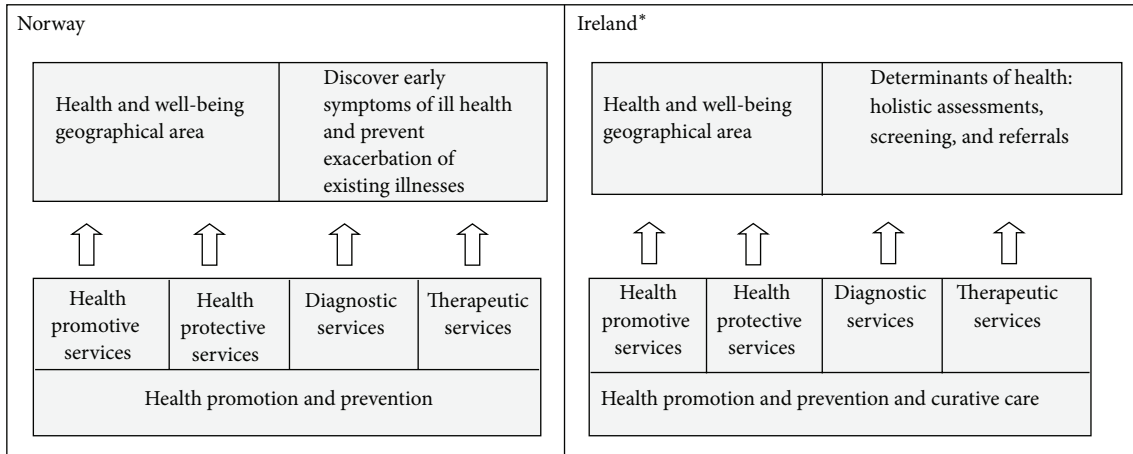 Norway
Health and well-being
geographical area
Discover early
symptoms of ill health
and prevent
exacerbation of
existing illnesses
Health
promotive
services
Health
protective
services
Diagnostic
services
Therapeutic
services
Health promotion and prevention
Ireland*
Health and well-being
geographical area
Determinants of health:
holistic assessments,
screening, and referrals
Health
promotive
services
Health
protective
services
Diagnostic
services
Therapeutic
services
Health promotion and prevention and curative care